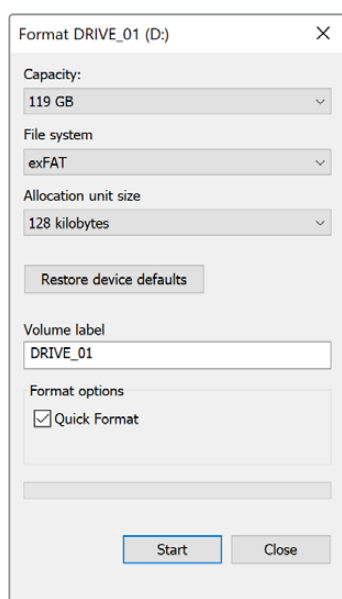 Format DRIVE_01 (D:)
Capacity:
119 GB
File system
exFAT
Allocation unit size
128 kilobytes
Restore device defaults
Volume label
DRIVE_01
Format options
Quick Format
Start Close